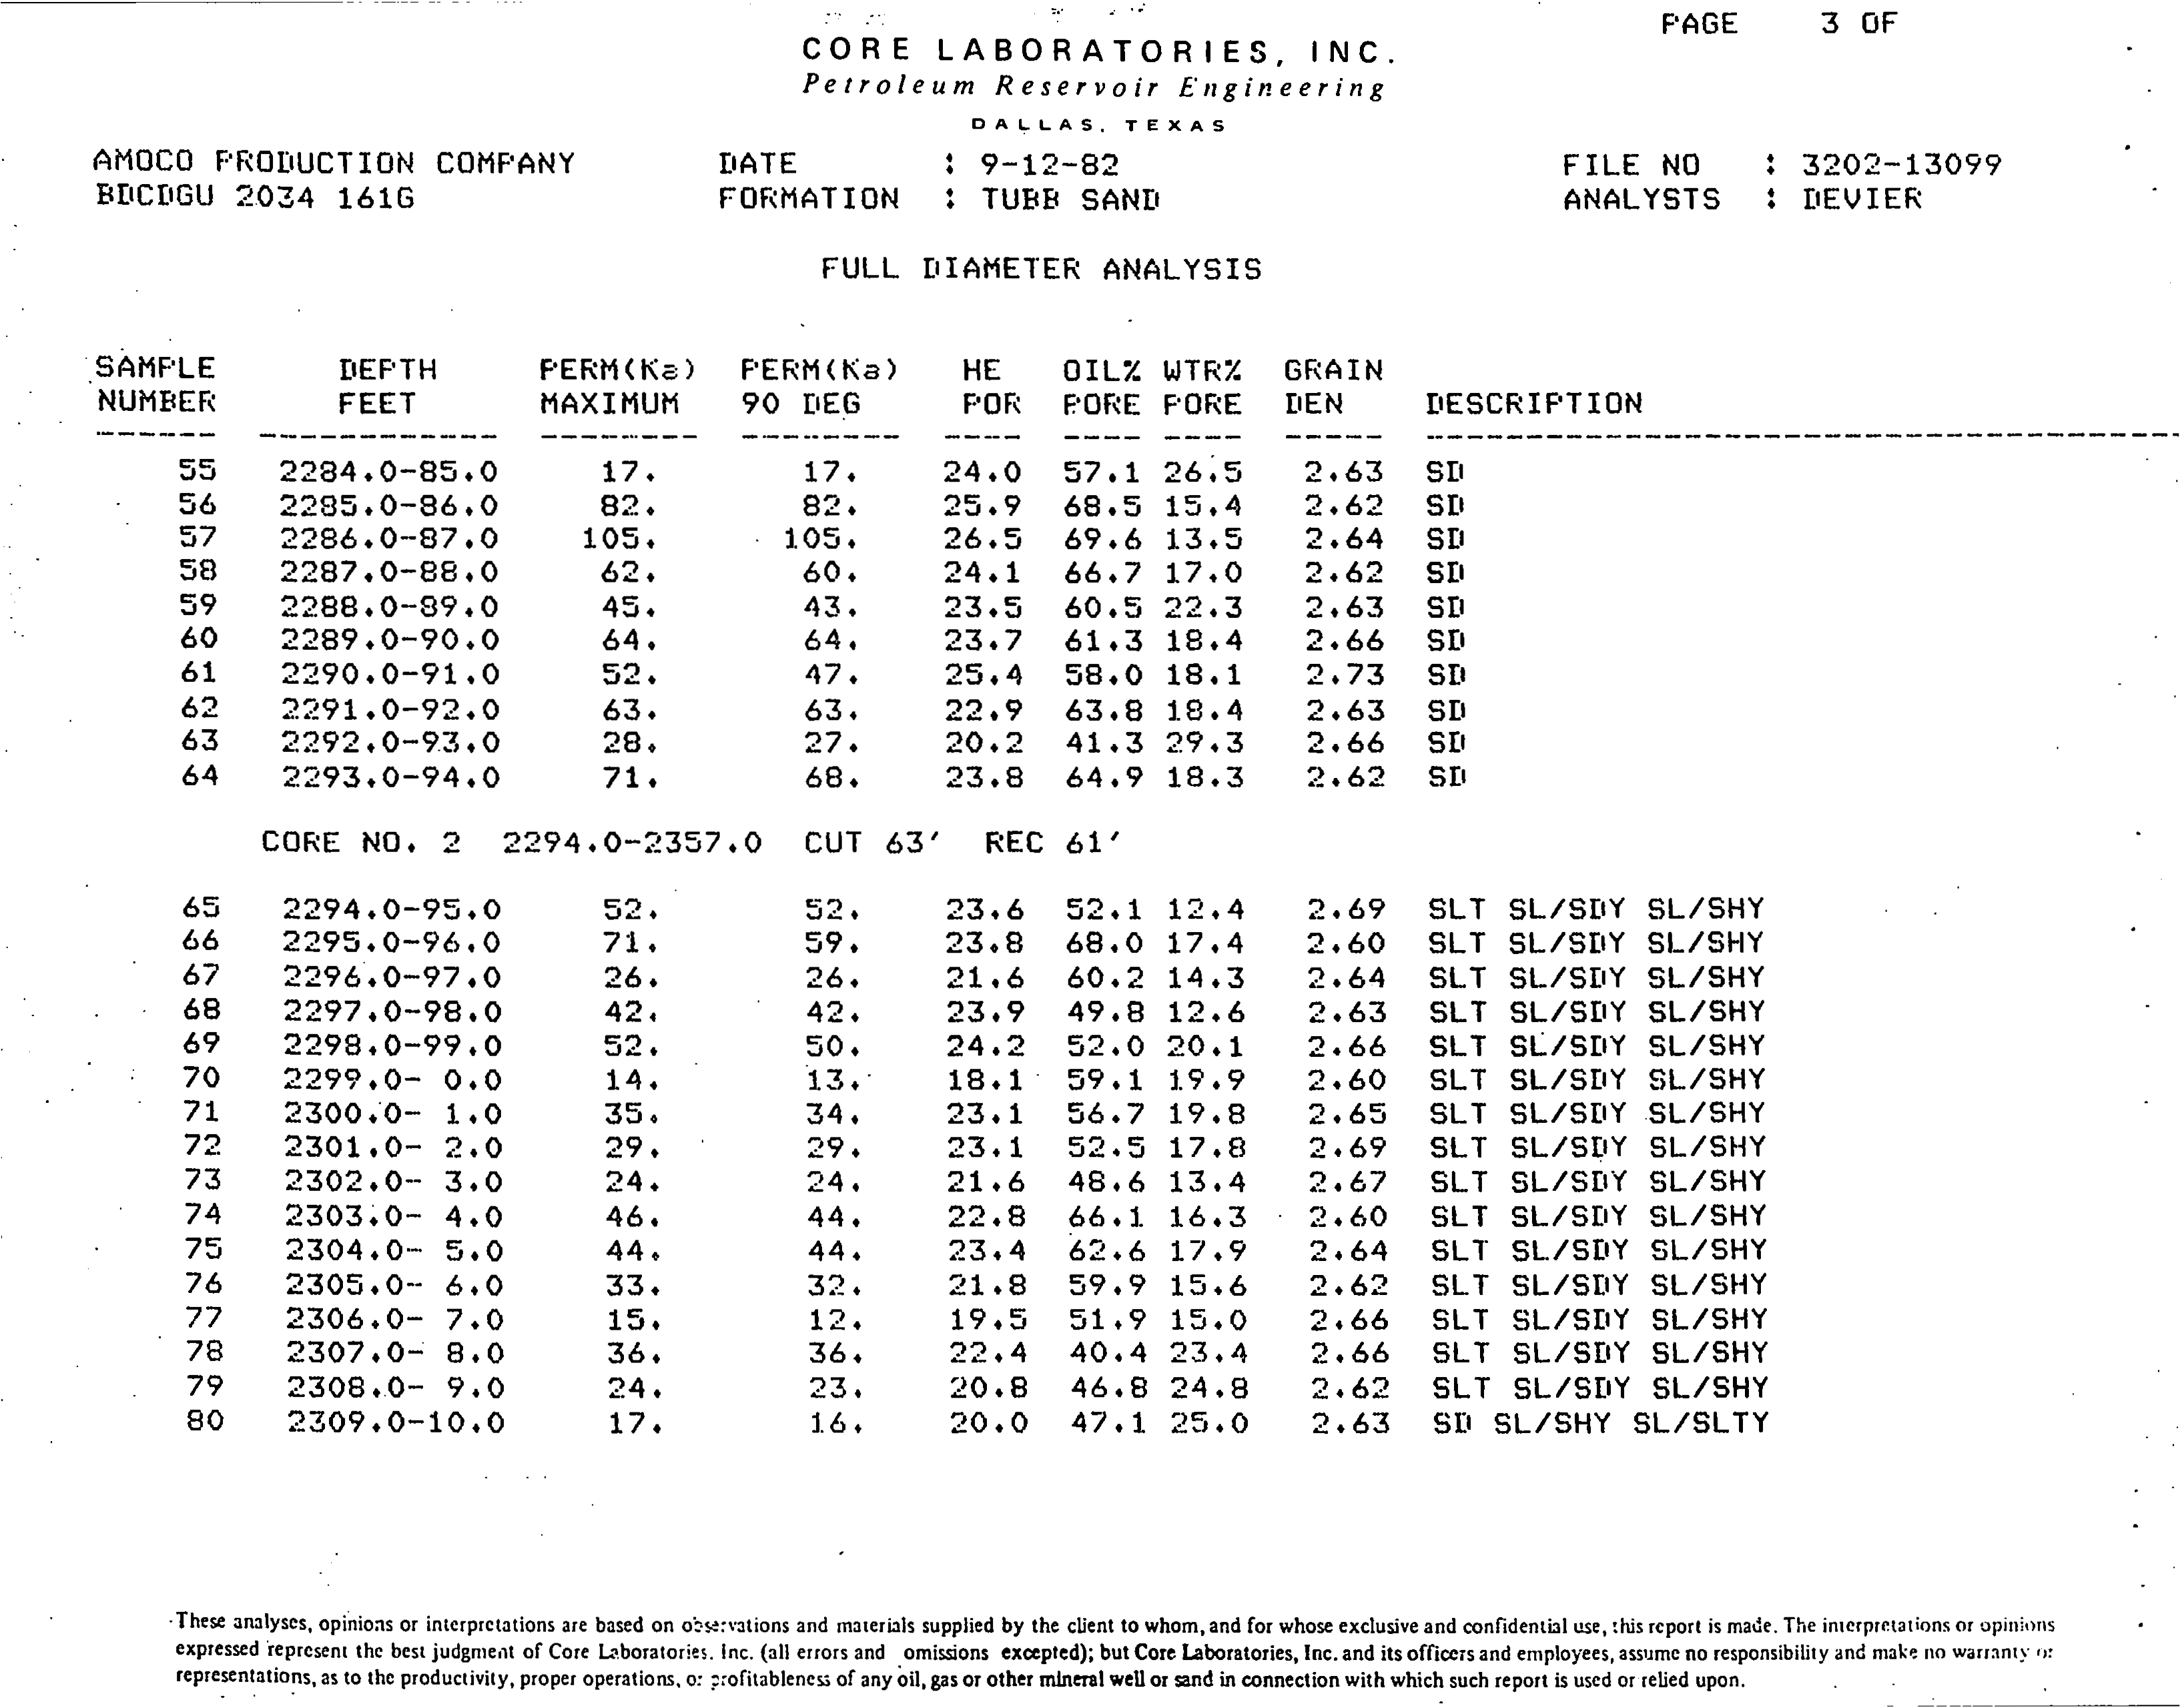 PAGE 3 OF
CORE LABORATORIES, INC.
Petroleum Reservoir Engineering
DALLAS, TEXAS
AMOCO PRODUCTION COMPANY DATE : 9-12-82 FILE NO : 3202-13099
BDCDGU 2034 161G FORMATION : TUBB SAND ANALYSTS : DEVIER
FULL DIAMETER ANALYSIS
SAMPLE DEPTH PERM(Ka) PERM(Ka) HE OIL% WTR% GRAIN
NUMBER FEET MAXIMUM 90 DEG POR PORE PORE DEN DESCRIPTION
55 2284.0-85.0 17. 17. 24.0 57.1 26.5 2.63 SD
56 2285.0-86.0 82. 82. 25.9 68.5 15.4 2.62 SD
57 2286.0-87.0 105. 105. 26.5 69.6 13.5 2.64 SD
58 2287.0-88.0 62. 60. 24.1 66.7 17.0 2.62 SD
59 2288.0-89.0 45. 43. 23.5 60.5 22.3 2.63 SD
60 2289.0-90.0 64. 64. 23.7 61.3 18.4 2.66 SD
61 2290.0-91.0 52. 47. 25.4 58.0 18.1 2.73 SD
62 2291.0-92.0 63. 63. 22.9 63.8 18.4 2.63 SD
63 2292.0-93.0 28. 27. 20.2 41.3 29.3 2.66 SD
64 2293.0-94.0 71. 68. 23.8 64.9 18.3 2.62 SD
CORE NO. 2 2294.0-2357.0 CUT 63' REC 61'
65 2294.0-95.0 52. 52. 23.6 52.1 12.4 2.69 SLT SL/SDY SL/SHY
66 2295.0-96.0 71. 59. 23.8 68.0 17.4 2.60 SLT SL/SDY SL/SHY
67 2296.0-97.0 26. 26. 21.6 60.2 14.3 2.64 SLT SL/SDY SL/SHY
68 2297.0-98.0 42. 42. 23.9 49.8 12.6 2.63 SLT SL/SDY SL/SHY
69 2298.0-99.0 52. 50. 24.2 52.0 20.1 2.66 SLT SL/SDY SL/SHY
70 2299.0- 0.0 14. 13. 18.1 59.1 19.9 2.60 SLT SL/SDY SL/SHY
71 2300.0- 1.0 35. 34. 23.1 56.7 19.8 2.65 SLT SL/SDY SL/SHY
72 2301.0- 2.0 29. 29. 23.1 52.5 17.8 2.69 SLT SL/SDY SL/SHY
73 2302.0- 3.0 24. 24. 21.6 48.6 13.4 2.67 SLT SL/SDY SL/SHY
74 2303.0- 4.0 46. 44. 22.8 66.1 16.3 2.60 SLT SL/SDY SL/SHY
75 2304.0- 5.0 44. 44. 23.4 62.6 17.9 2.64 SLT SL/SDY SL/SHY
76 2305.0- 6.0 33. 32. 21.8 59.9 15.6 2.62 SLT SL/SDY SL/SHY
77 2306.0- 7.0 15. 12. 19.5 51.9 15.0 2.66 SLT SL/SDY SL/SHY
78 2307.0- 8.0 36. 36. 22.4 40.4 23.4 2.66 SLT SL/SDY SL/SHY
79 2308.0- 9.0 24. 23. 20.8 46.8 24.8 2.62 SLT SL/SDY SL/SHY
80 2309.0-10.0 17. 16. 20.0 47.1 25.0 2.63 SD SL/SHY SL/SLTY
These analyses, opinions or interpretations are based on observations and materials supplied by the client to whom, and for whose exclusive and confidential use, this report is made. The interpretations or opinions
expressed represent the best judgment of Core Laboratories, Inc. (all errors and omissions excepted); but Core Laboratories, Inc. and its officers and employees, assume no responsibility and make no warranty or
representations, as to the productivity, proper operations, or profitableness of any oil, gas or other mineral well or sand in connection with which such report is used or relied upon.